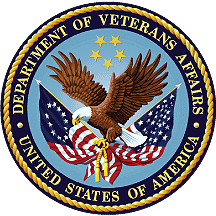 DEPARTMENT OF VETERANS AFFAIRS
UNITED STATES OF AMERICA